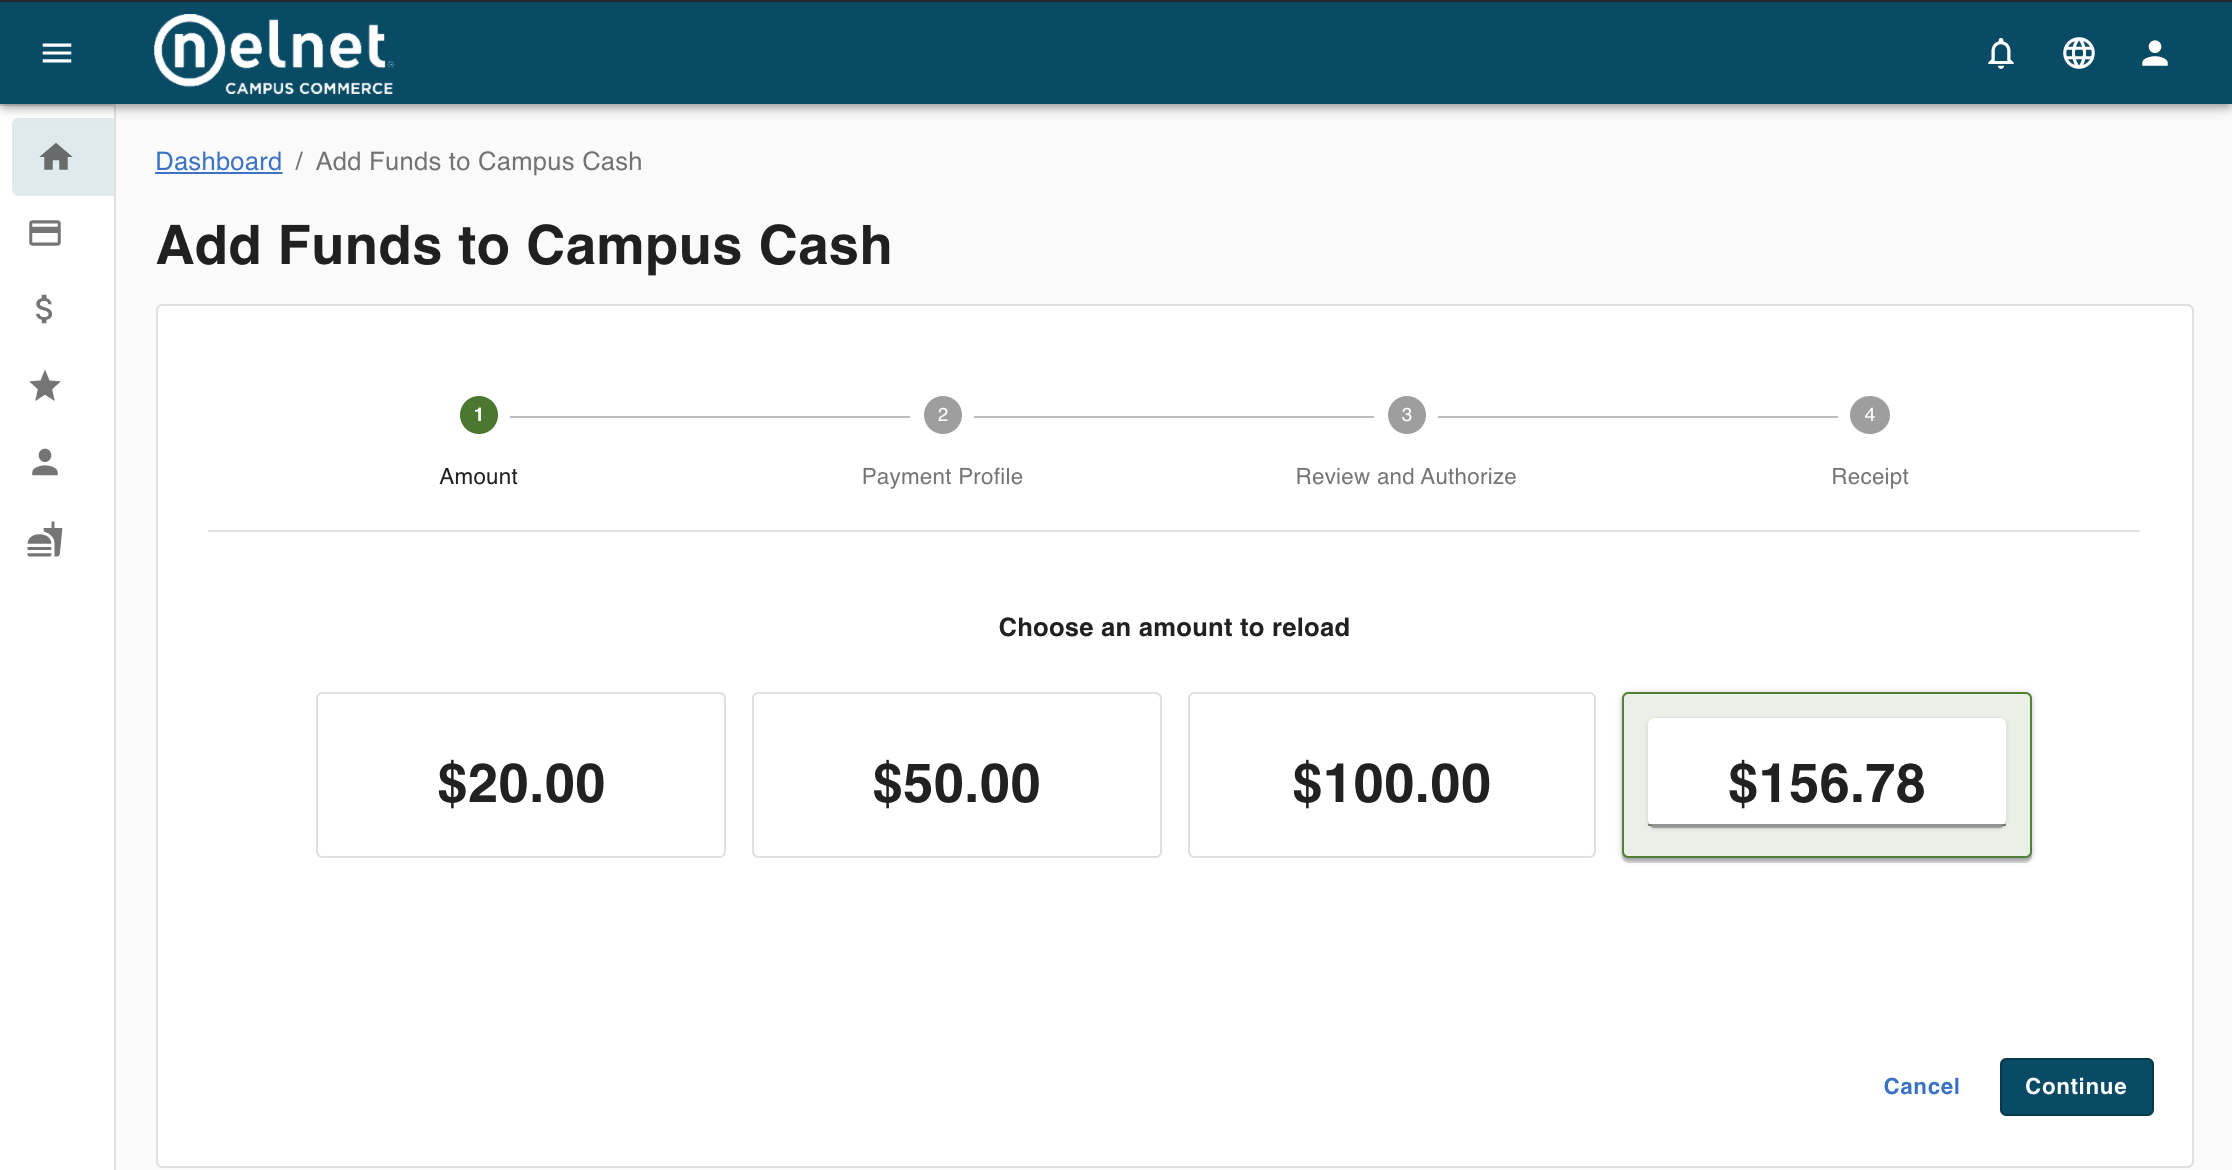 nelnet
CAMPUS COMMERCE
Dashboard / Add Funds to Campus Cash
Add Funds to Campus Cash
1 2 3 4
Amount Payment Profile Review and Authorize Receipt
Choose an amount to reload
$20.00 $50.00 $100.00 $156.78
Cancel Continue